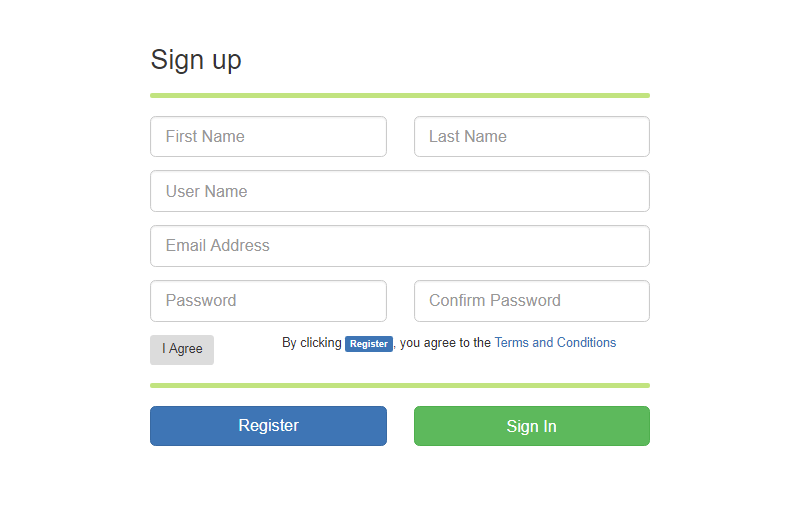 Sign up
First Name Last Name
User Name
Email Address
Password Confirm Password
I Agree By clicking Register, you agree to the Terms and Conditions
Register Sign In